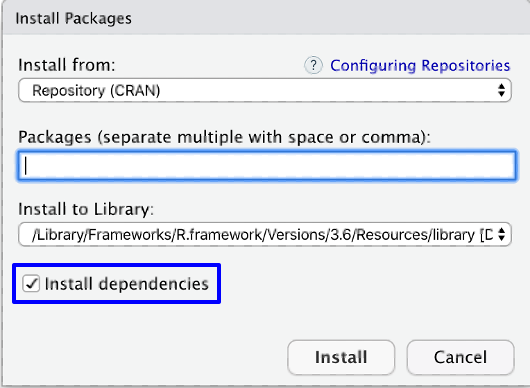 Install Packages
Install from:
? Configuring Repositories
Repository (CRAN)
Packages (separate multiple with space or comma):
Install to Library:
/Library/Frameworks/R.framework/Versions/3.6/Resources/library [D
Install dependencies
Install
Cancel